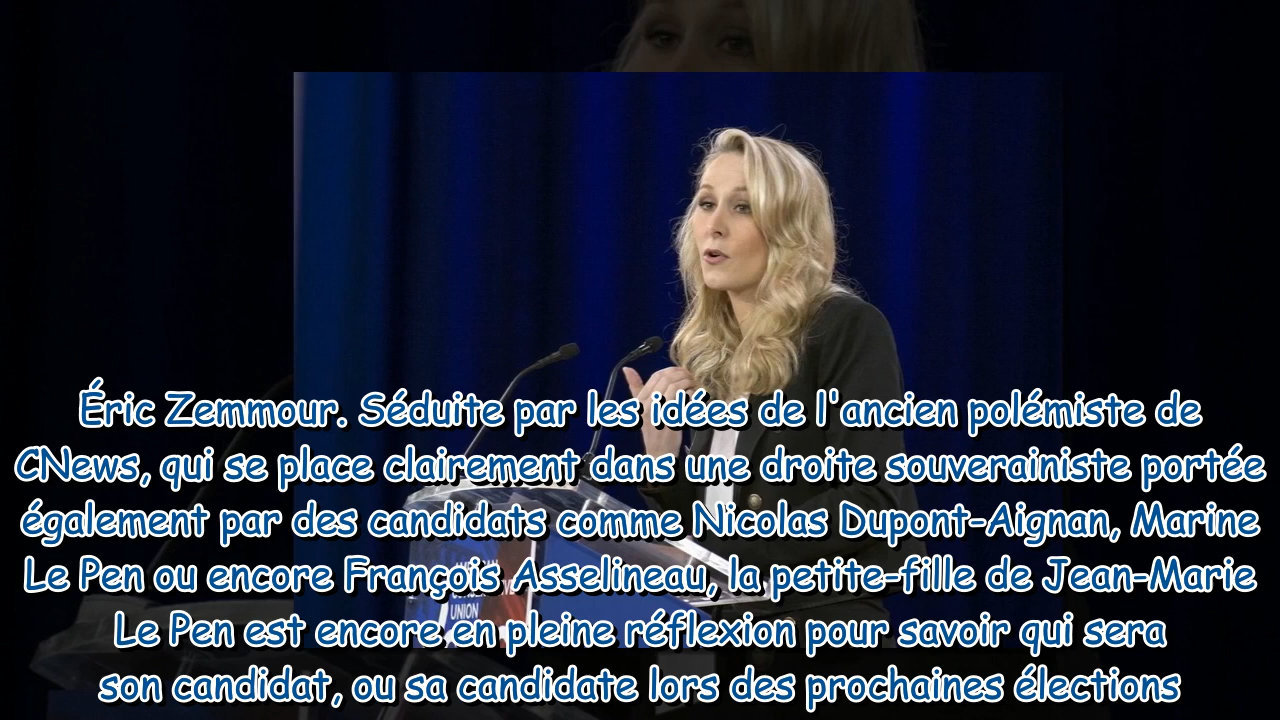 Éric Zemmour. Séduite par les idées de l'ancien polémiste de
CNews, qui se place clairement dans une droite souverainiste portée
également par des candidats comme Nicolas Dupont-Aignan, Marine
Le Pen ou encore François Asselineau, la petite-fille de Jean-Marie
Le Pen est encore en pleine réflexion pour savoir qui sera
son candidat, ou sa candidate lors des prochaines élections
UNION